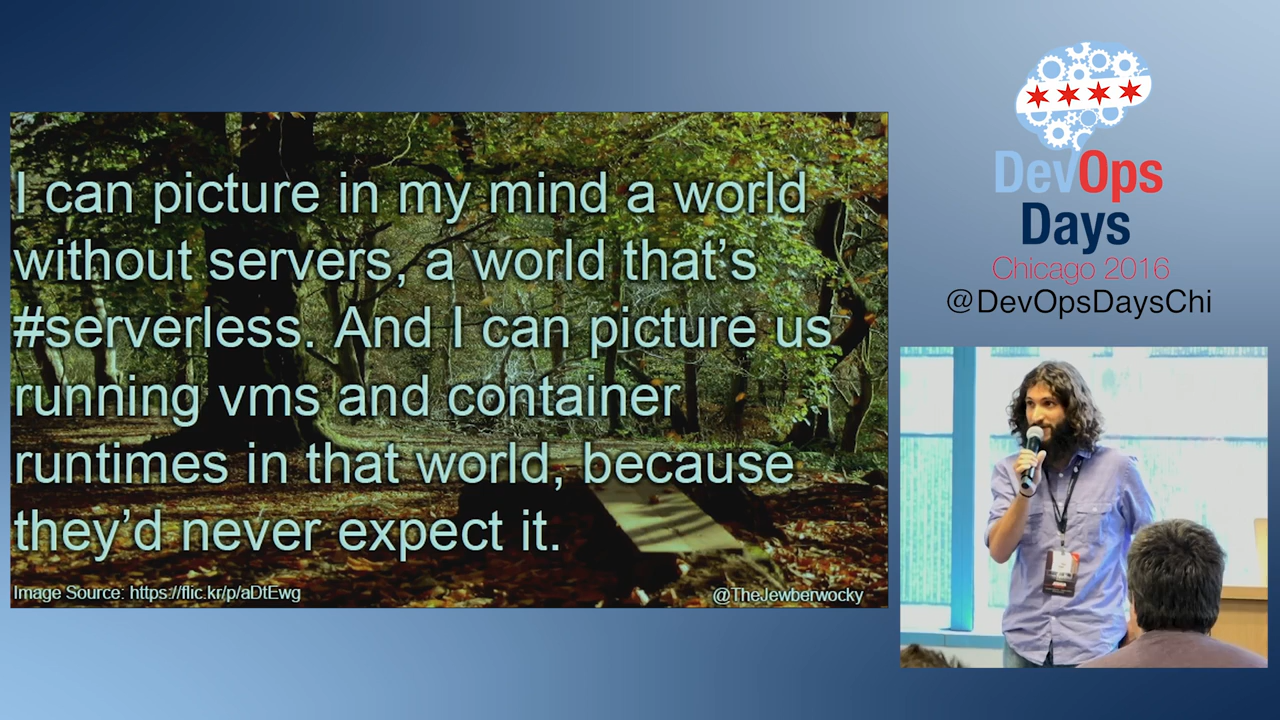 I can picture in my mind a world
without servers, a world that’s
#serverless. And I can picture us
running vms and container
runtimes in that world, because
they’d never expect it.
Image Source: https://flic.kr/p/aDtEwg
@TheJewberwocky
DevOps
Days
Chicago 2016
@DevOpsDaysChi